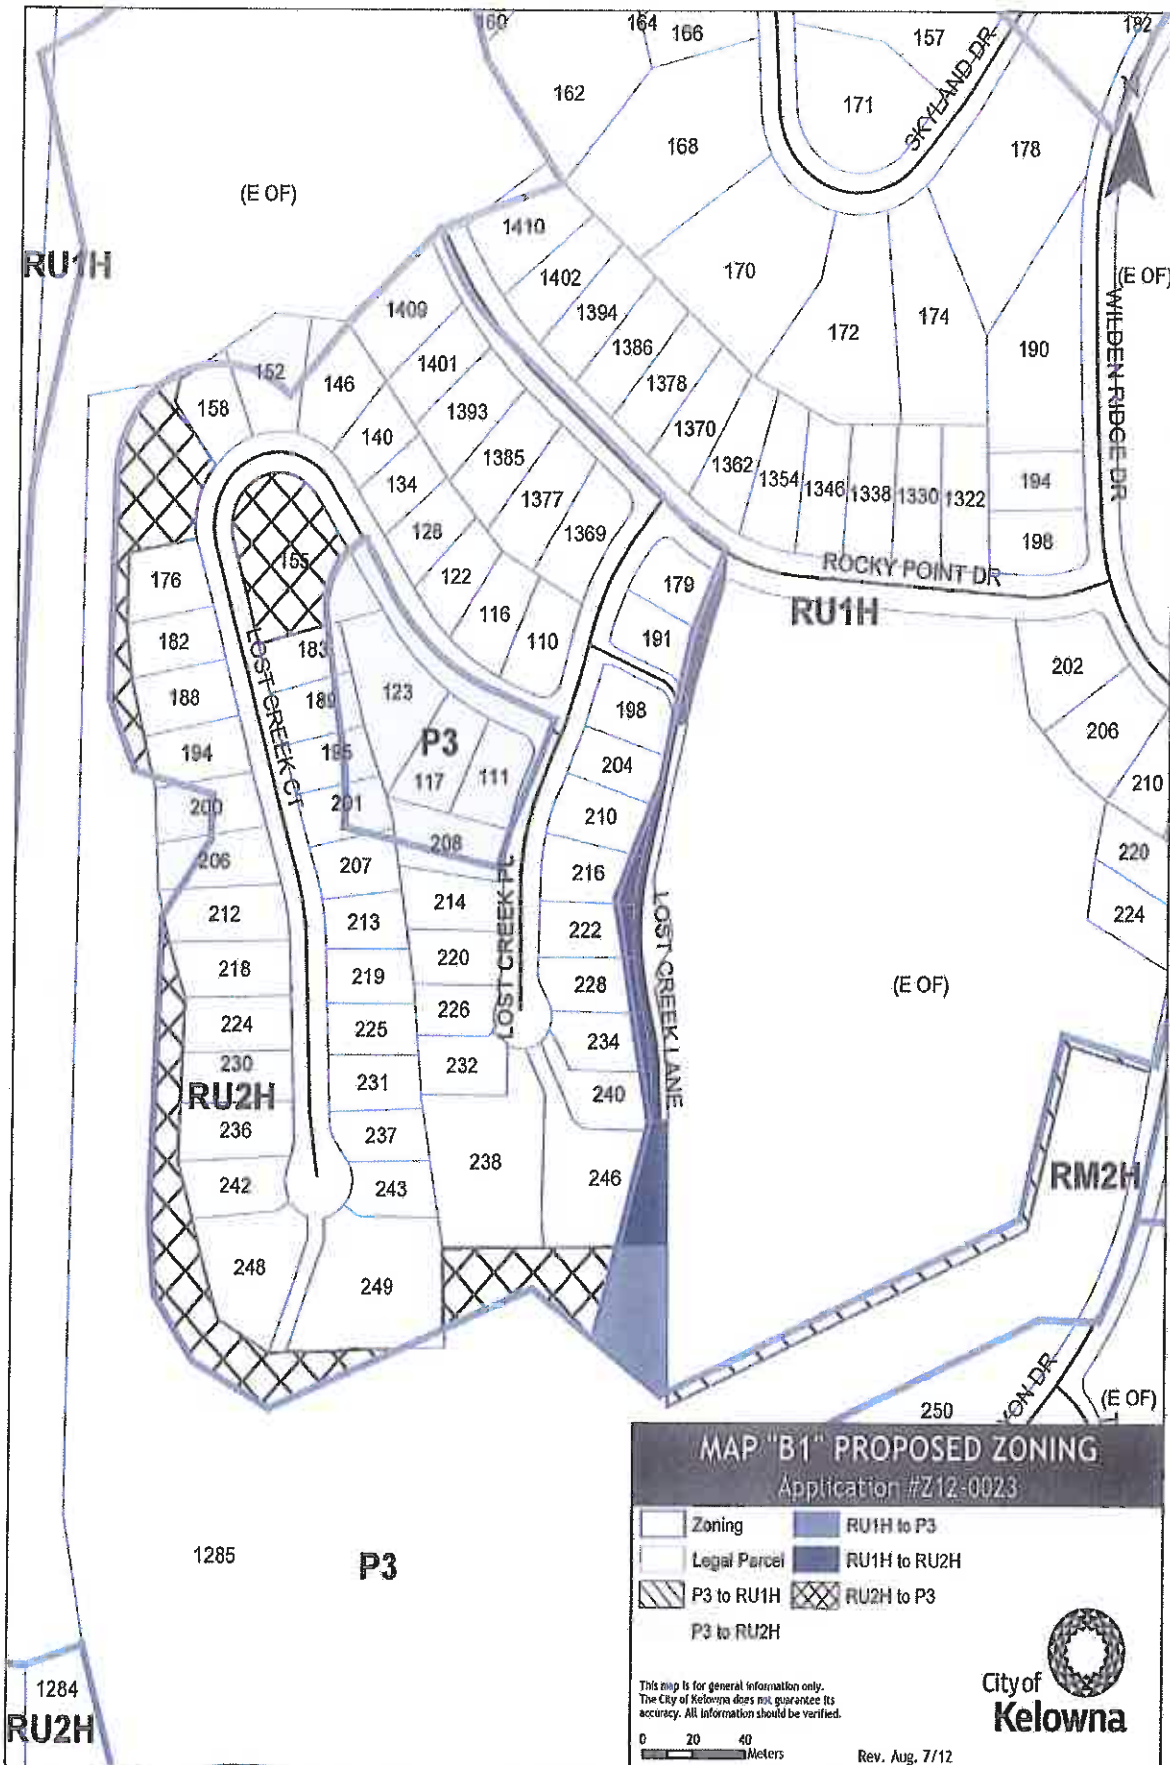 160 164 166 157 182
162 171 SKYLAND DR
168 178
(E OF)
1410
RU1H 170 (E OF)
1402
1409 1394 174 WILDEN RIDGE DR
1386 172 190
1401 1378
152 146
158 1393 1370
140 1385 1362
134 1377 1354 1346 1338 1330 1322 194
128 1369 198
155
176 122 179 ROCKY POINT DR
116 RU1H
182 183 110 191
LOST CREEK CT
188 189 123 198 202
194 195 P3 204 206
117 111
200 201 210 210
208
206 207 216 220
212 213 214 LOST CREEK PL 222 LOST CREEK LANE 224
218 219 220 228 (E OF)
224 225 226 234
230 231 232 240
RU2H
236 237
238 246 RM2H
242 243
248 249
250 YON DR (E OF)
MAP "B1" PROPOSED ZONING
Application #Z12-0023
Zoning RU1H to P3
Legal Parcel RU1H to RU2H
P3 to RU1H RU2H to P3
P3 to RU2H
1285 P3
1284
RU2H
This map is for general information only.
The City of Kelowna does not guarantee its
accuracy. All information should be verified.
0 20 40
Meters
Rev. Aug. 7/12
City of
Kelowna